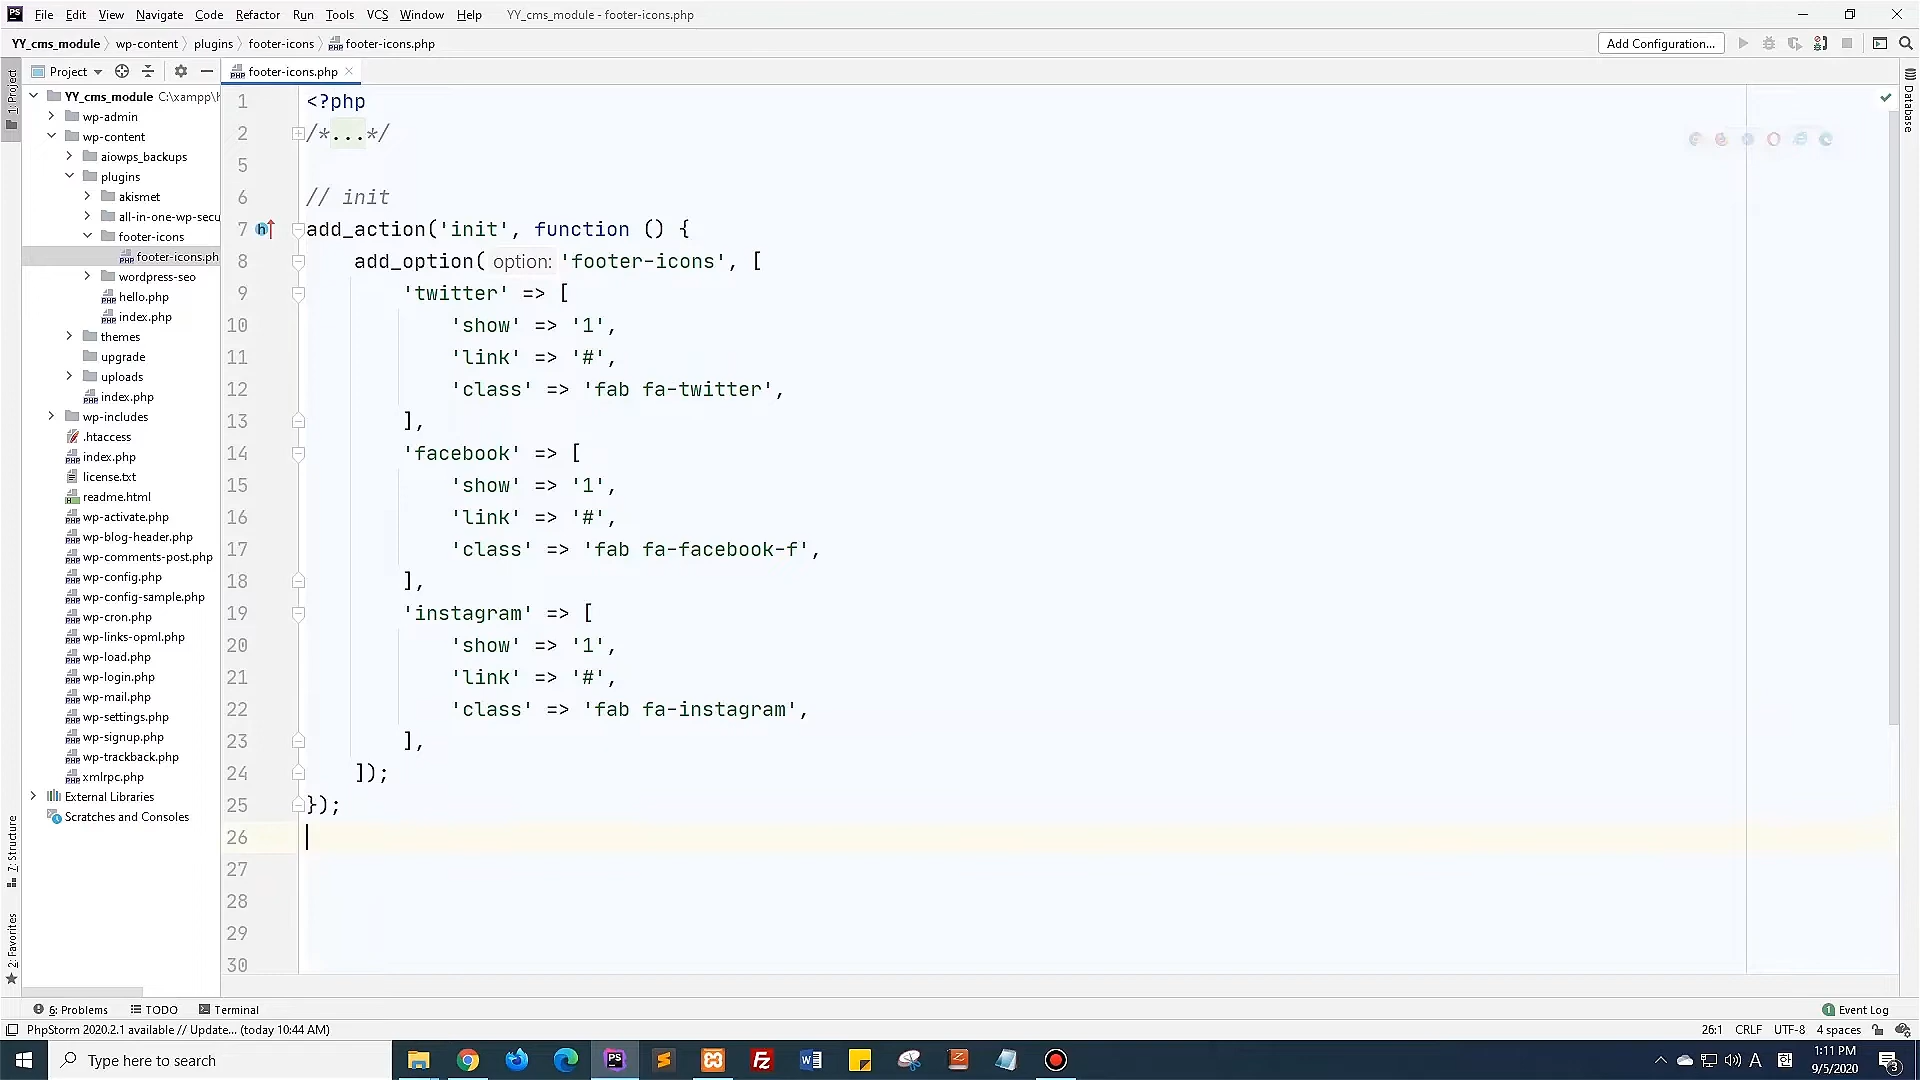 File Edit View Navigate Code Refactor Run Tools VCS Window Help YY_cms_module - footer-icons.php
YY_cms_module wp-content plugins footer-icons footer-icons.php Add Configuration...
Project footer-icons.php
1: Project
YY_cms_module C:\xampp\h
wp-admin
wp-content
aiowps_backups
plugins
akismet
all-in-one-wp-secu
footer-icons
footer-icons.ph
wordpress-seo
hello.php
index.php
themes
upgrade
uploads
index.php
wp-includes
.htaccess
index.php
license.txt
readme.html
wp-activate.php
wp-blog-header.php
wp-comments-post.php
wp-config.php
wp-config-sample.php
wp-cron.php
wp-links-opml.php
wp-load.php
wp-login.php
wp-mail.php
wp-settings.php
wp-signup.php
wp-trackback.php
xmlrpc.php
External Libraries
Scratches and Consoles
7: Structure
2: Favorites
1 <?php
2 /*...*/
5
6 // init
7 add_action('init', function () {
8 add_option( option: 'footer-icons', [
9 'twitter' => [
10 'show' => '1',
11 'link' => '#',
12 'class' => 'fab fa-twitter',
13 ],
14 'facebook' => [
15 'show' => '1',
16 'link' => '#',
17 'class' => 'fab fa-facebook-f',
18 ],
19 'instagram' => [
20 'show' => '1',
21 'link' => '#',
22 'class' => 'fab fa-instagram',
23 ],
24 ]);
25 });
26
27
28
29
30
Database
6: Problems TODO Terminal 1 Event Log
PhpStorm 2020.2.1 available // Update... (today 10:44 AM) 26:1 CRLF UTF-8 4 spaces
Type here to search
PS
A
1:11 PM
9/5/2020
3